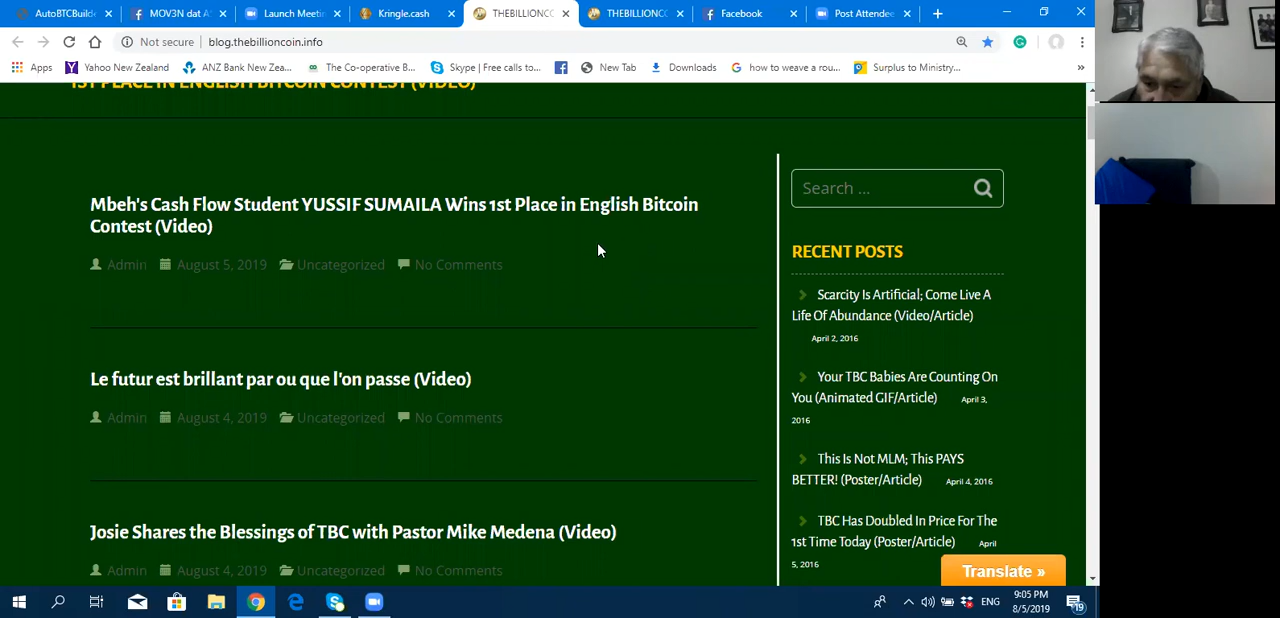 AutoBTCBuilde
MOV3N dat A
Launch Meeti
Kringle.cash
THEBILLIONCO
THEBILLIONC
Facebook
Post Attendee
Not secure
blog.thebillioncoin.info
Apps
Yahoo New Zealand
ANZ Bank New Zea...
The Co-operative B...
Skype | Free calls to...
New Tab
Downloads
how to weave a rou...
Surplus to Ministry...
»
1ST PLACE IN ENGLISH BITCOIN CONTEST (VIDEO)
Mbeh's Cash Flow Student YUSSIF SUMAILA Wins 1st Place in English Bitcoin
Contest (Video)
Admin August 5, 2019 Uncategorized No Comments
Le futur est brillant par ou que l'on passe (Video)
Admin August 4, 2019 Uncategorized No Comments
Josie Shares the Blessings of TBC with Pastor Mike Medena (Video)
Admin August 4, 2019 Uncategorized No Comments
Search ...
RECENT POSTS
Scarcity Is Artificial; Come Live A
Life Of Abundance (Video/Article)
April 2, 2016
Your TBC Babies Are Counting On
You (Animated GIF/Article) April 3,
2016
This Is Not MLM; This PAYS
BETTER! (Poster/Article) April 4, 2016
TBC Has Doubled In Price For The
1st Time Today (Poster/Article) April
5, 2016
Translate »
ENG
9:05 PM
8/5/2019
19